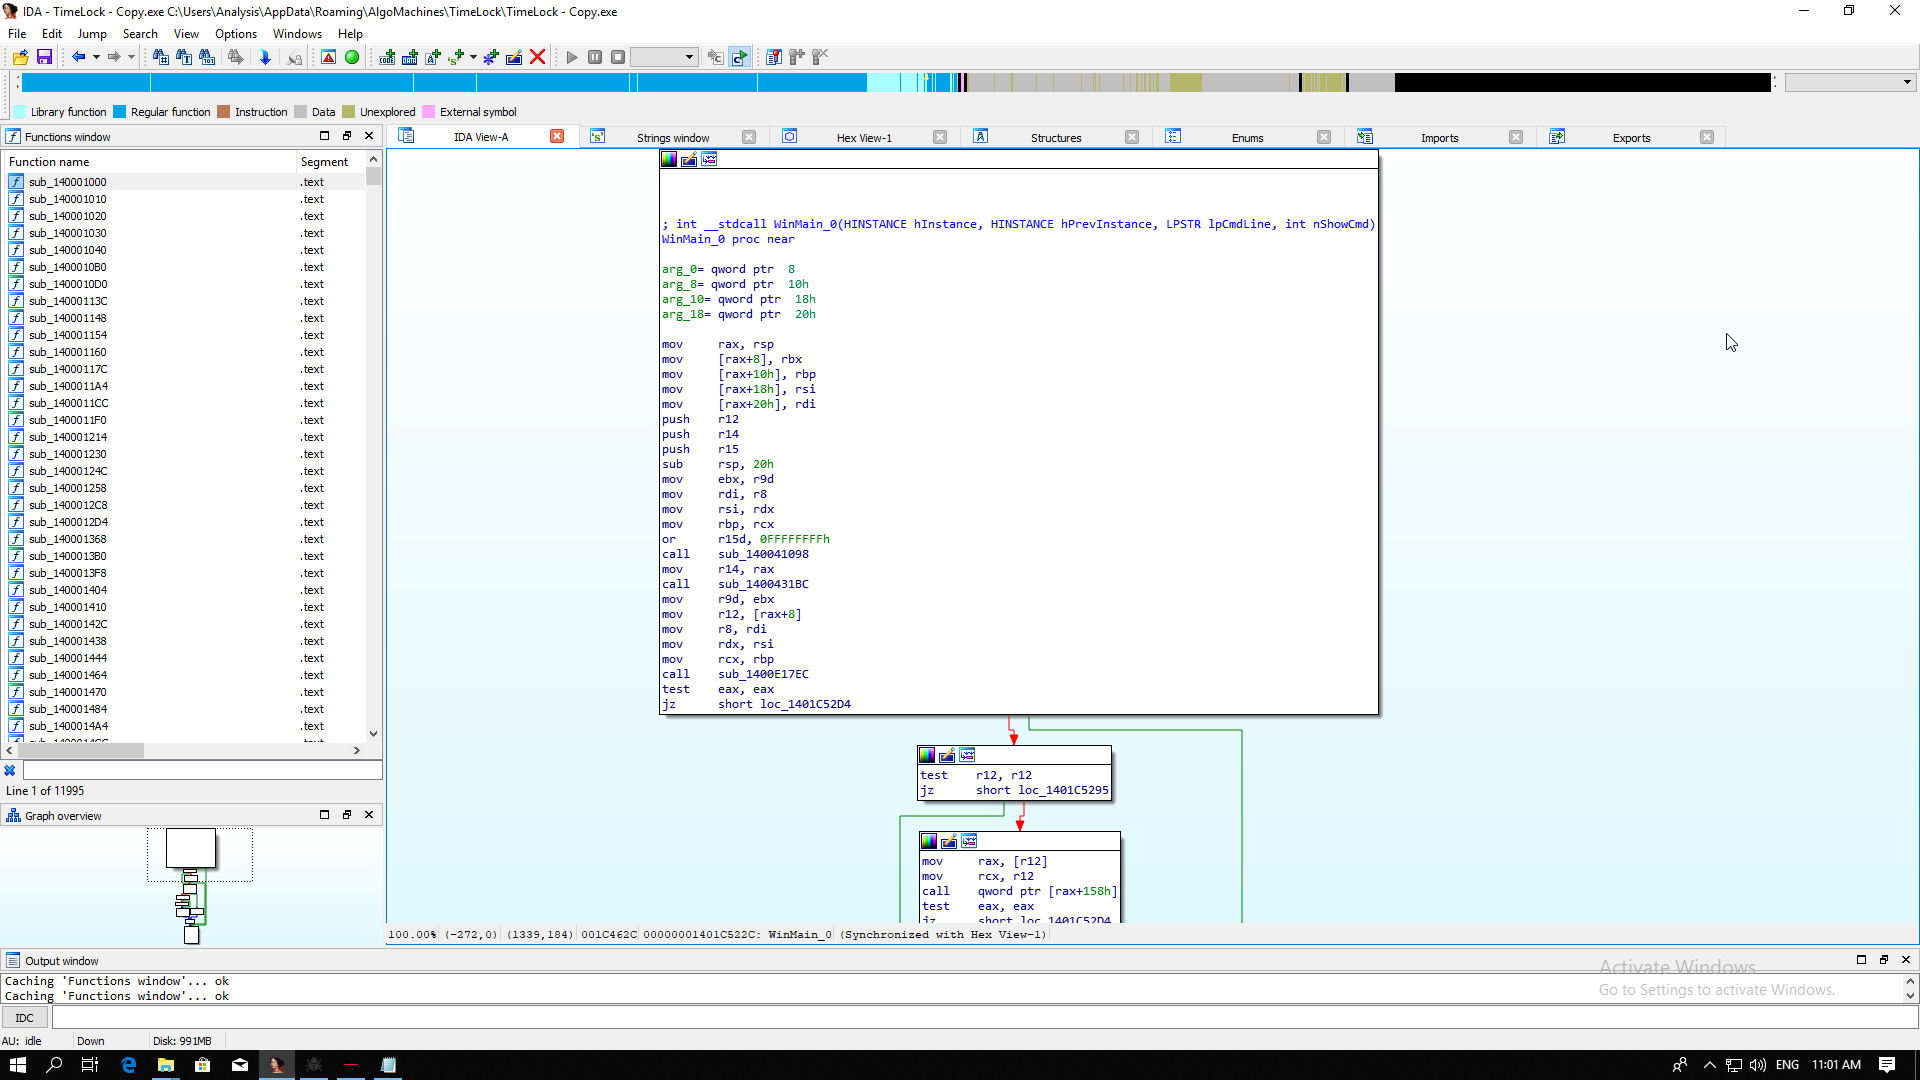 IDA - TimeLock - Copy.exe C:\Users\Analysis\AppData\Roaming\AlgoMachines\TimeLock\TimeLock - Copy.exe
File Edit Jump Search View Options Windows Help
Library function Regular function Instruction Data Unexplored External symbol
Functions window
IDA View-A Strings window Hex View-1 Structures Enums Imports Exports
Function name Segment
sub_140001000 .text
sub_140001010 .text
sub_140001020 .text
sub_140001030 .text
sub_140001040 .text
sub_1400010B0 .text
sub_1400010D0 .text
sub_14000113C .text
sub_140001148 .text
sub_140001154 .text
sub_140001160 .text
sub_14000117C .text
sub_1400011A4 .text
sub_1400011CC .text
sub_1400011F0 .text
sub_140001214 .text
sub_140001230 .text
sub_14000124C .text
sub_140001258 .text
sub_1400012C8 .text
sub_1400012D4 .text
sub_140001368 .text
sub_1400013B0 .text
sub_1400013F8 .text
sub_140001404 .text
sub_140001410 .text
sub_14000142C .text
sub_140001438 .text
sub_140001444 .text
sub_140001464 .text
sub_140001470 .text
sub_140001484 .text
sub_1400014A4 .text
Line 1 of 11995
Graph overview
; int __stdcall WinMain_0(HINSTANCE hInstance, HINSTANCE hPrevInstance, LPSTR lpCmdLine, int nShowCmd)
WinMain_0 proc near
arg_0= qword ptr 8
arg_8= qword ptr 10h
arg_10= qword ptr 18h
arg_18= qword ptr 20h
mov rax, rsp
mov [rax+8], rbx
mov [rax+10h], rbp
mov [rax+18h], rsi
mov [rax+20h], rdi
push r12
push r14
push r15
sub rsp, 20h
mov ebx, r9d
mov rdi, r8
mov rsi, rdx
mov rbp, rcx
or r15d, 0FFFFFFFFh
call sub_140041098
mov r14, rax
call sub_1400431BC
mov r9d, ebx
mov r12, [rax+8]
mov r8, rdi
mov rdx, rsi
mov rcx, rbp
call sub_1400E17EC
test eax, eax
jz short loc_1401C52D4
test r12, r12
jz short loc_1401C5295
mov rax, [r12]
mov rcx, r12
call qword ptr [rax+158h]
test eax, eax
jz short loc_1401C52D4
100.00% (-272,0) (1339,184) 001C462C 00000001401C522C: WinMain_0 (Synchronized with Hex View-1)
Output window
Caching 'Functions window'... ok
Caching 'Functions window'... ok
Activate Windows
Go to Settings to activate Windows.
IDC
AU: idle Down Disk: 991MB
ENG 11:01 AM